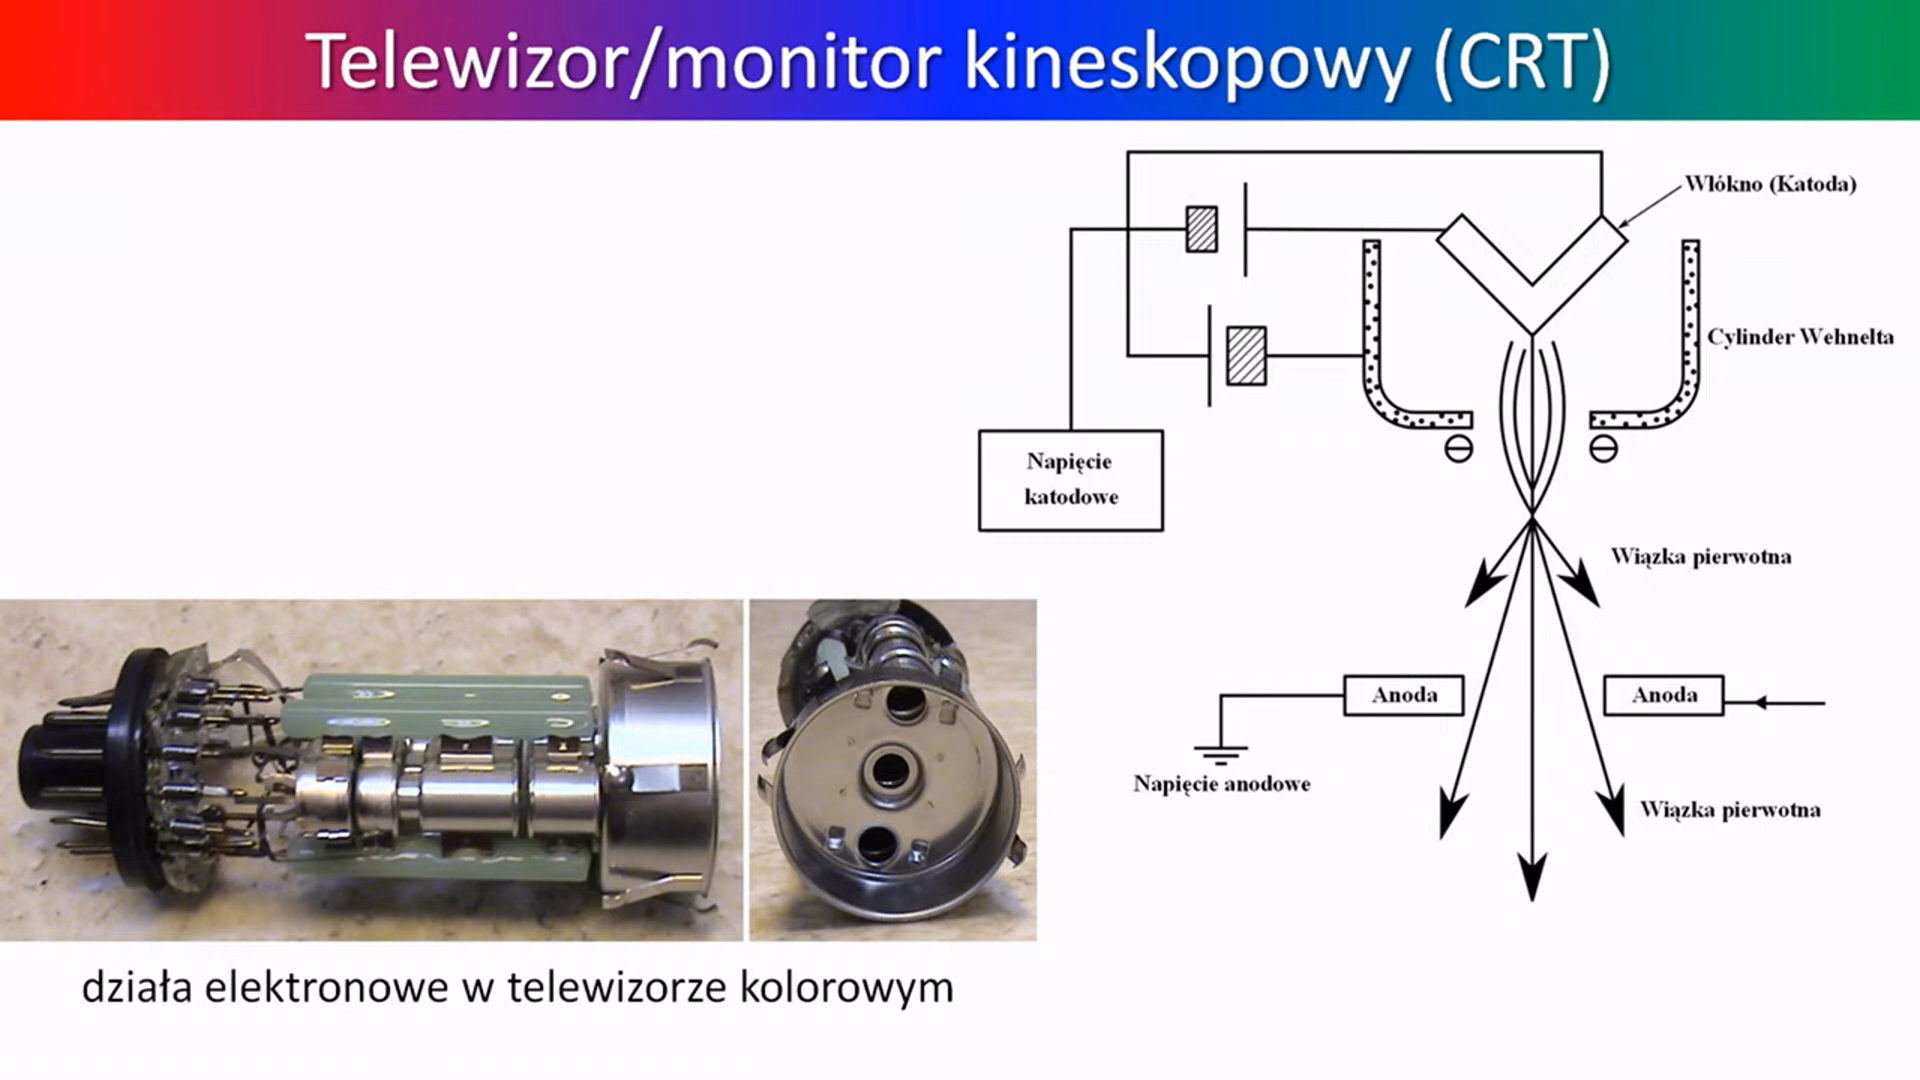 Telewizor/monitor kineskopowy (CRT)
Włókno (Katoda)
Cylinder Wehnelta
Napięcie
katodowe
Wiązka pierwotna
Anoda
Anoda
Napięcie anodowe
Wiązka pierwotna
działa elektronowe w telewizorze kolorowym